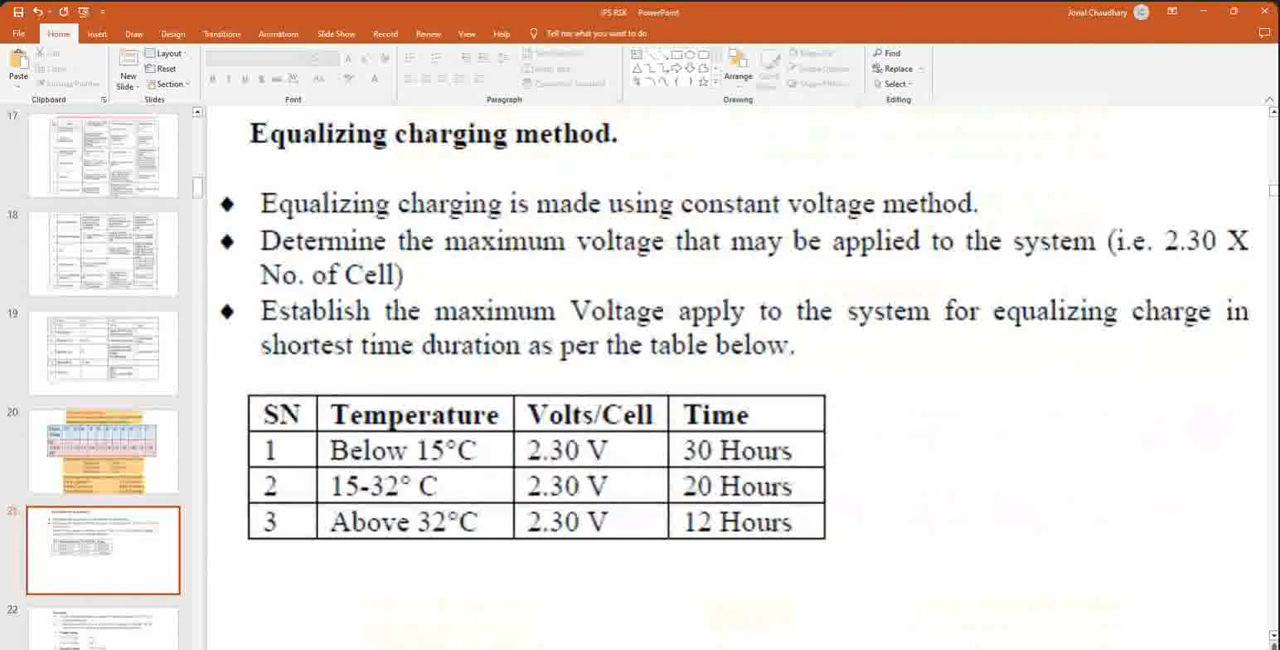 IPS RSK - PowerPoint
Jonal Chaudhary
File Home Insert Draw Design Transitions Animations Slide Show Record Review View Help Tell me what you want to do
Paste
New
Slide
Layout
Reset
Section
Arrange
Find
Replace
Select
Clipboard Slides Font Paragraph Drawing Editing
17
18
19
20
21
22
Equalizing charging method.
♦ Equalizing charging is made using constant voltage method.
♦ Determine the maximum voltage that may be applied to the system (i.e. 2.30 X
No. of Cell)
♦ Establish the maximum Voltage apply to the system for equalizing charge in
shortest time duration as per the table below.
SN Temperature Volts/Cell Time
1 Below 15°C 2.30 V 30 Hours
2 15-32° C 2.30 V 20 Hours
3 Above 32°C 2.30 V 12 Hours